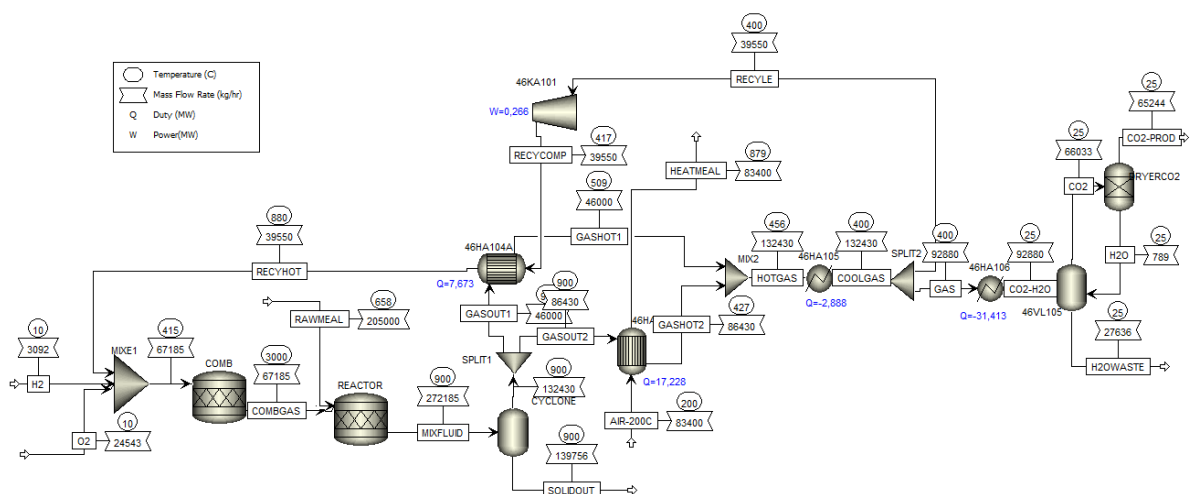 Temperature (C)
Mass Flow Rate (kg/hr)
Q Duty (MW)
W Power(MW)
400
39550
RECYLE
46KA101
W=0,266
417
RECYCOMP
39550
25
65244
CO2-PROD
25
66033
CO2
DRYERCO2
879
HEATMEAL
83400
509
46000
GASHOT1
880
39550
RECYHOT
46HA104A
Q=7,673
456
132430
HOTGAS
MIX2
46HA105
Q=-2,888
400
132430
COOLGAS
SPLIT2
400
92880
GAS
46HA106
Q=-31,413
25
92880
CO2-H2O
46VL105
25
H2O
789
658
RAWMEAL
205000
GASOUT1
46000
900
86430
GASOUT2
427
GASHOT2
86430
Q=17,228
25
27636
H2OWASTE
10
3092
H2
MIXE1
415
67185
COMB
3000
67185
COMBGAS
REACTOR
SPLIT1
900
132430
CYCLONE
10
O2
24543
900
272185
MIXFLUID
200
AIR-200C
83400
900
139756
SOLIDOUT